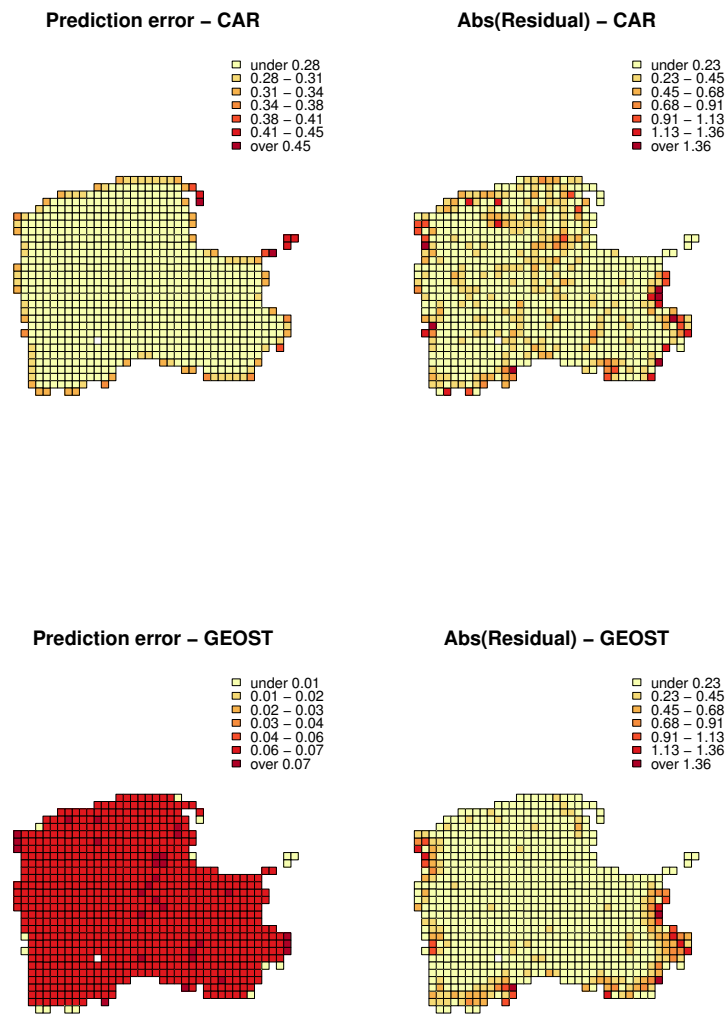 Prediction error – CAR
under 0.28
0.28 – 0.31
0.31 – 0.34
0.34 – 0.38
0.38 – 0.41
0.41 – 0.45
over 0.45
Abs(Residual) – CAR
under 0.23
0.23 – 0.45
0.45 – 0.68
0.68 – 0.91
0.91 – 1.13
1.13 – 1.36
over 1.36
Prediction error – GEOST
under 0.01
0.01 – 0.02
0.02 – 0.03
0.03 – 0.04
0.04 – 0.06
0.06 – 0.07
over 0.07
Abs(Residual) – GEOST
under 0.23
0.23 – 0.45
0.45 – 0.68
0.68 – 0.91
0.91 – 1.13
1.13 – 1.36
over 1.36